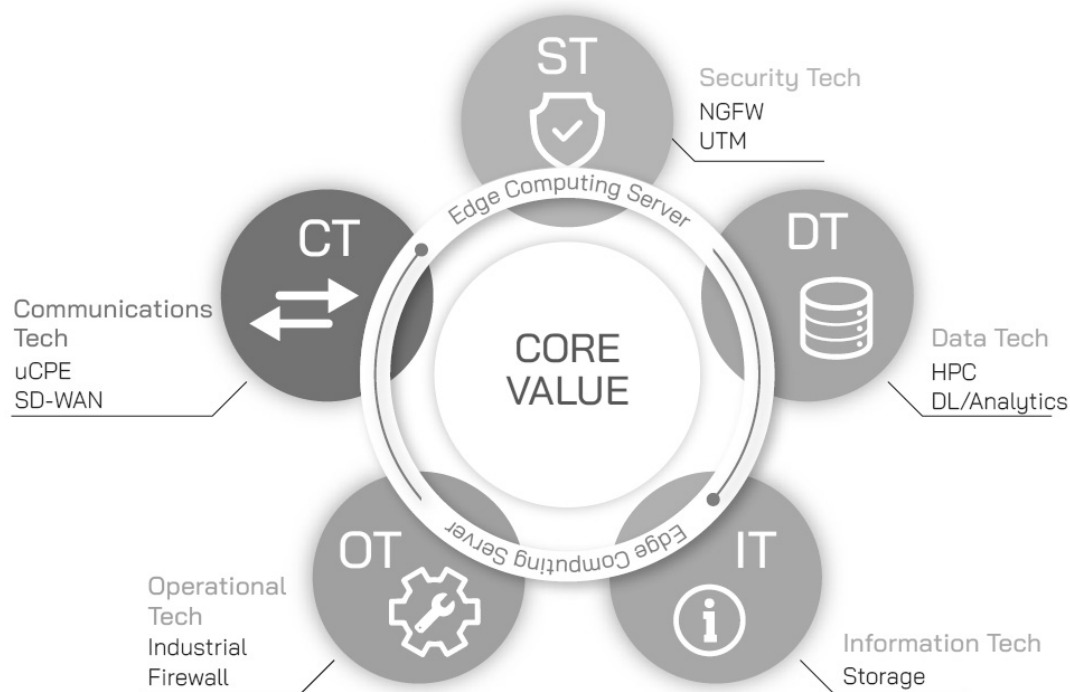 ST
Security Tech
NGFW
UTM
Edge Computing Server
CT
DT
Communications
Tech
uCPE
SD-WAN
CORE
VALUE
Data Tech
HPC
DL/Analytics
Edge Computing Server
OT
IT
Operational
Tech
Industrial
Firewall
Information Tech
Storage